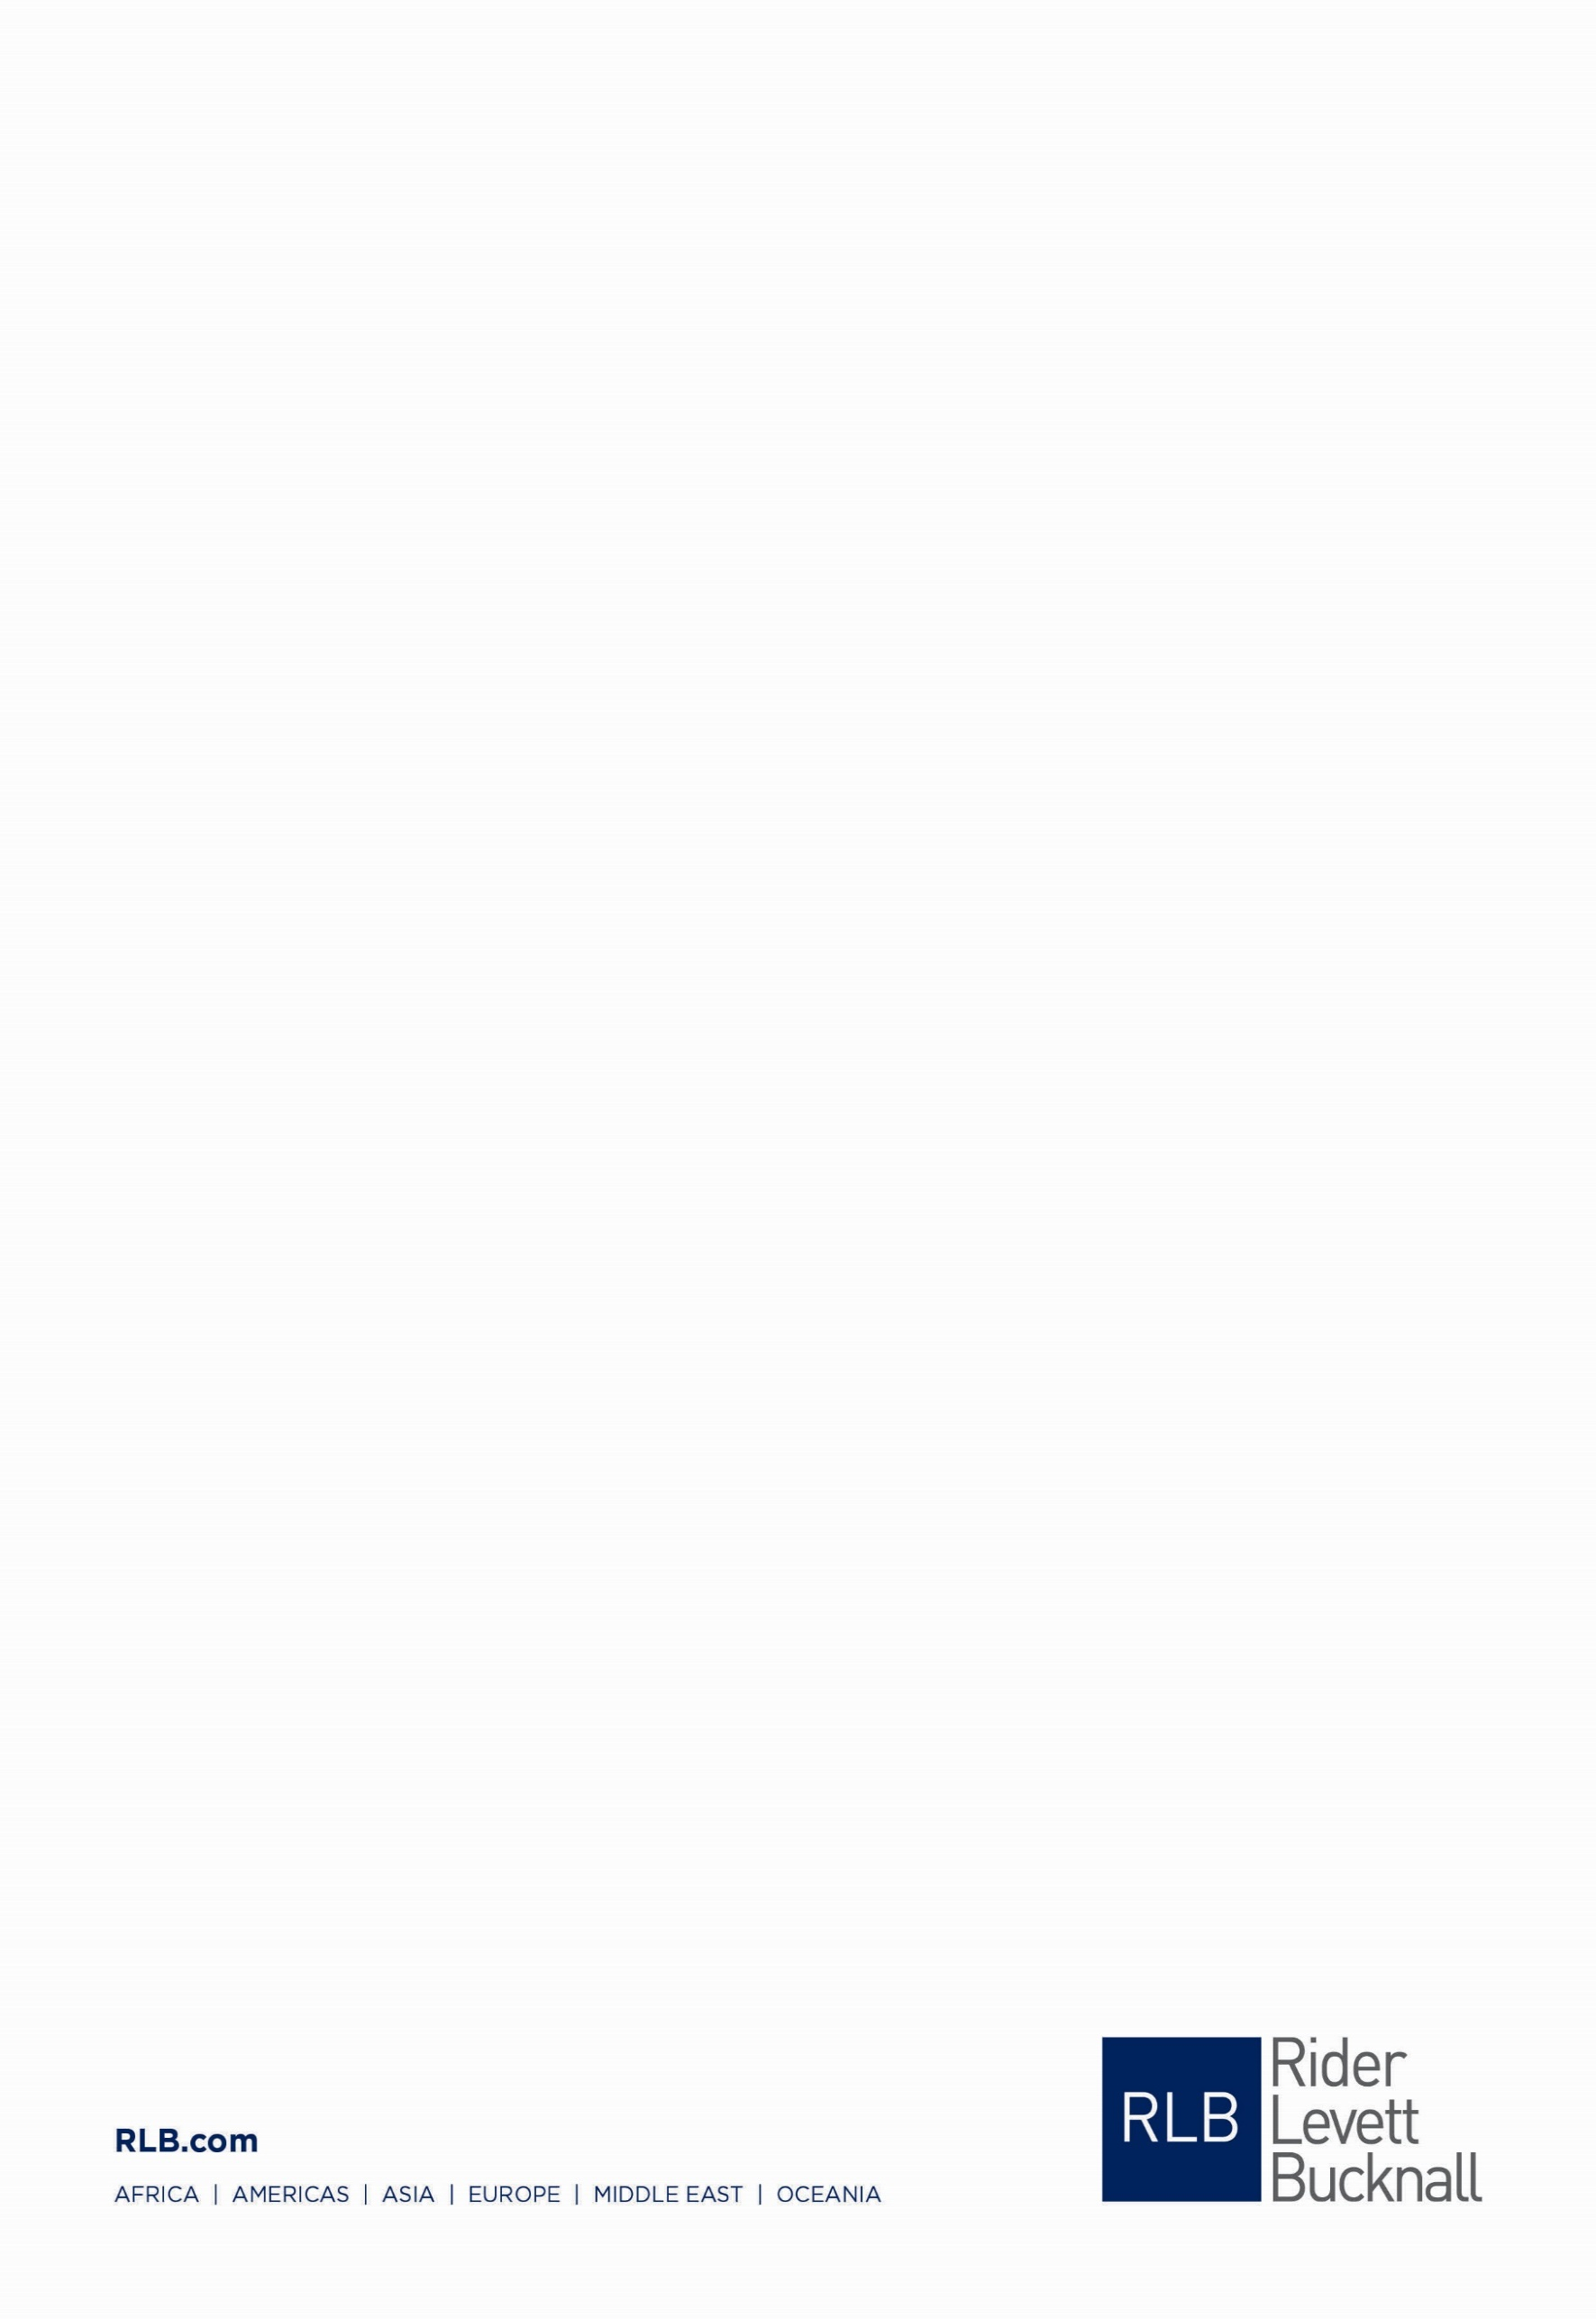 RLB.com
AFRICA | AMERICAS | ASIA | EUROPE | MIDDLE EAST | OCEANIA
RLB
Rider
Levett
Bucknall